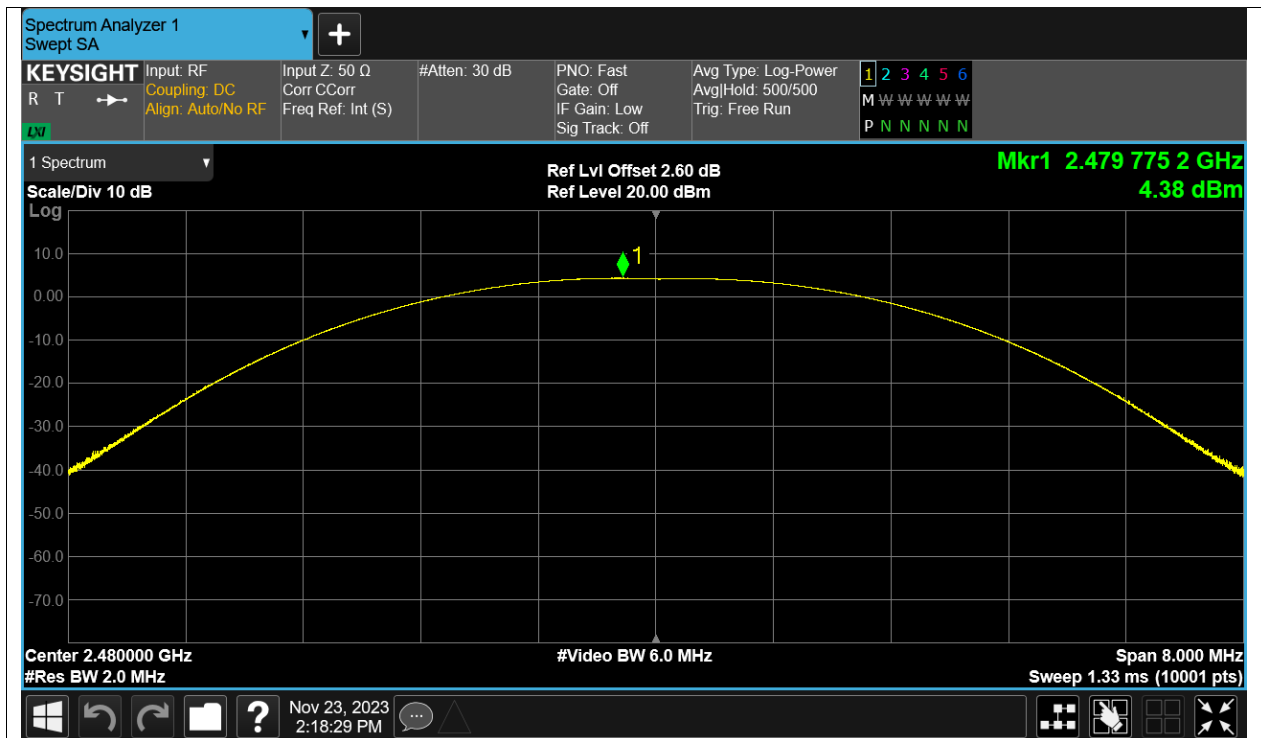 Spectrum Analyzer 1
Swept SA
KEYSIGHT
R T
LXI
Input: RF
Coupling: DC
Align: Auto/No RF
Input Z: 50 Ω
Corr CCorr
Freq Ref: Int (S)
#Atten: 30 dB
PNO: Fast
Gate: Off
IF Gain: Low
Sig Track: Off
Avg Type: Log-Power
Avg|Hold: 500/500
Trig: Free Run
1 2 3 4 5 6
M W W W W W
P N N N N N
1 Spectrum
Scale/Div 10 dB
Log
Ref Lvl Offset 2.60 dB
Ref Level 20.00 dBm
Mkr1 2.479 775 2 GHz
4.38 dBm
1
10.0
0.00
-10.0
-20.0
-30.0
-40.0
-50.0
-60.0
-70.0
Center 2.480000 GHz
#Res BW 2.0 MHz
#Video BW 6.0 MHz
Span 8.000 MHz
Sweep 1.33 ms (10001 pts)
?
Nov 23, 2023
2:18:29 PM